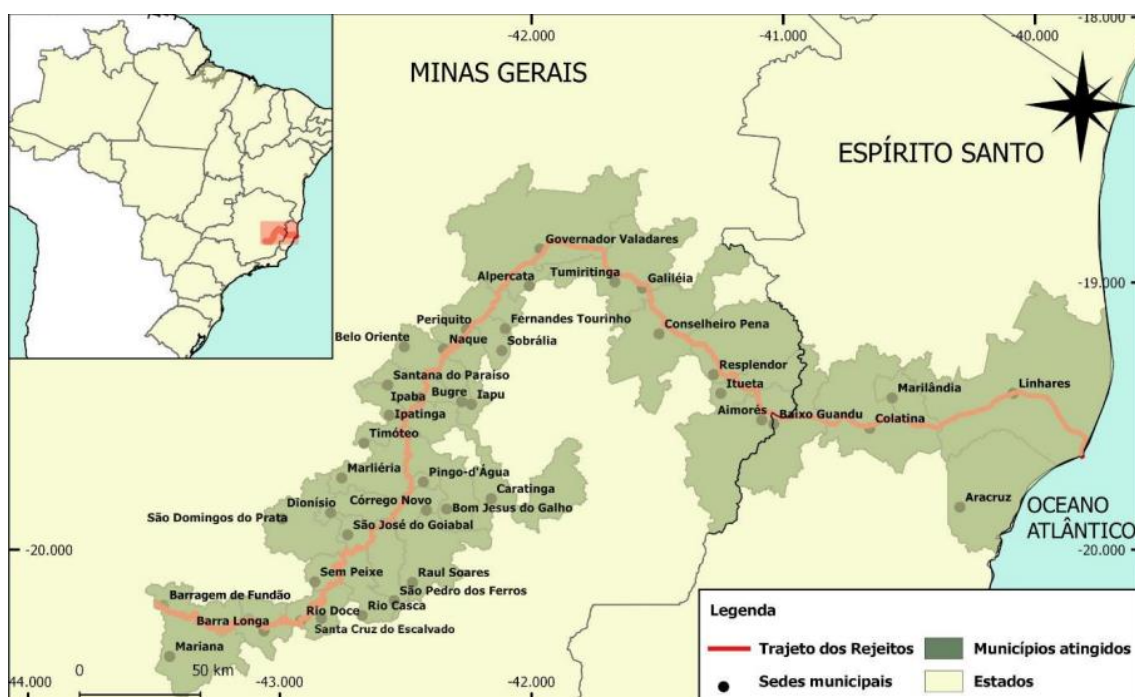 -42.000
-41.000
-40.000
-18.000
MINAS GERAIS
ESPÍRITO SANTO
Governador Valadares
Alpercata
Tumiritinga
Galiléia
-19.000
Periquito
Fernandes Tourinho
Conselheiro Pena
Belo Oriente
Naque
Sobrália
Resplendor
Santana do Paraíso
Itueta
Marilândia
Linhares
Ipaba
Bugre
Iapu
Ipatinga
Aimorés
Baixo Guandu
Colatina
Timóteo
Marliéria
Pingo-d'Água
Caratinga
Aracruz
Dionísio
Córrego Novo
Bom Jesus do Galho
São Domingos do Prata
OCEANO
ATLÂNTICO
São José do Goiabal
-20.000
-20.000
Sem Peixe
Raul Soares
Barragem de Fundão
São Pedro dos Ferros
Rio Doce
Rio Casca
Barra Longa
Santa Cruz do Escalvado
Mariana
0
50 km
-44.000
-43.000
-42.000
Legenda
Trajeto dos Rejeitos
Municípios atingidos
Sedes municipais
Estados